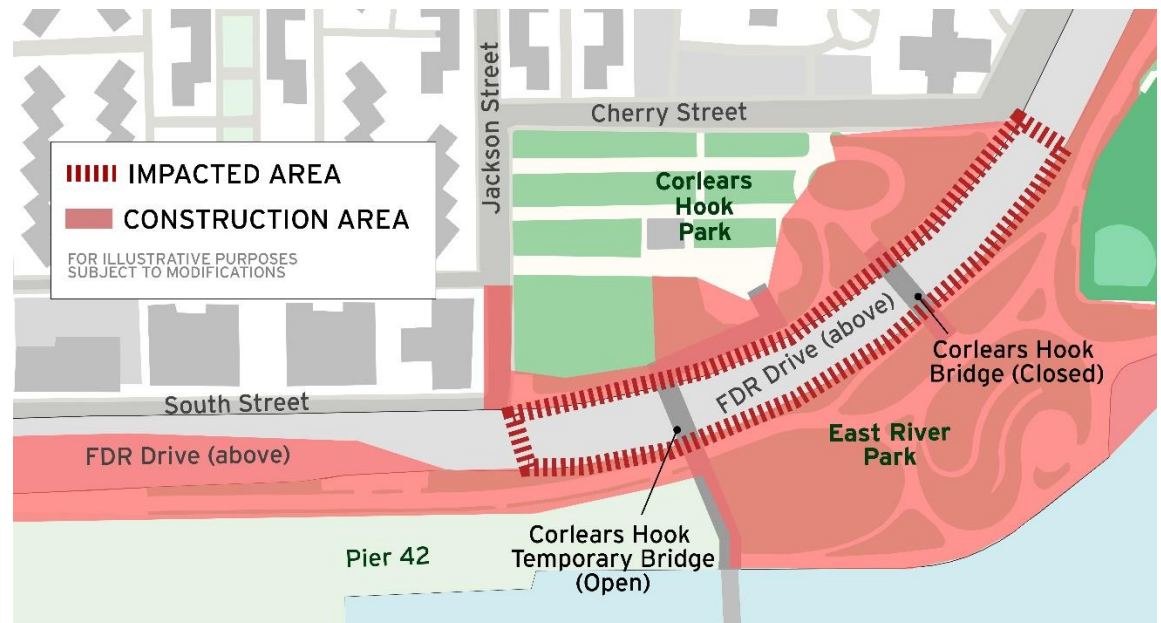 Jackson Street
Cherry Street
IMPACTED AREA
CONSTRUCTION AREA
FOR ILLUSTRATIVE PURPOSES
SUBJECT TO MODIFICATIONS
Corlears
Hook
Park
FDR Drive (above)
Corlears Hook
Bridge (Closed)
South Street
FDR Drive (above)
East River
Park
Corlears Hook
Temporary Bridge
(Open)
Pier 42